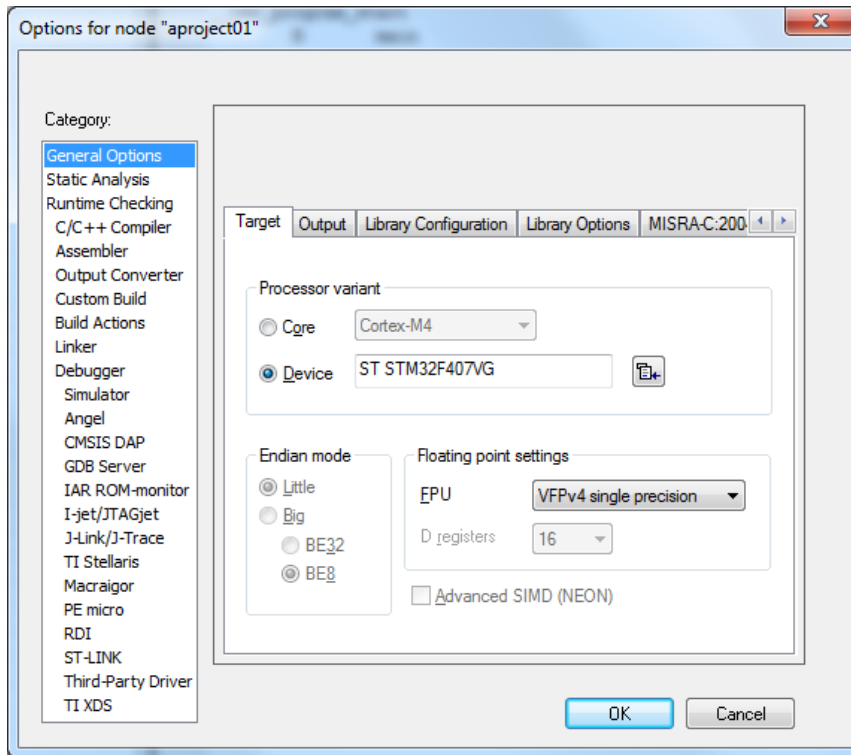 Options for node "aproject01"
Category:
General Options
Static Analysis
Runtime Checking
C/C++ Compiler
Assembler
Output Converter
Custom Build
Build Actions
Linker
Debugger
Simulator
Angel
CMSIS DAP
GDB Server
IAR ROM-monitor
I-jet/JTAGjet
J-Link/J-Trace
TI Stellaris
Macraigor
PE micro
RDI
ST-LINK
Third-Party Driver
TI XDS
Target Output Library Configuration Library Options MISRA-C:200
Processor variant
Core Cortex-M4
Device ST STM32F407VG
Endian mode
Little
Big
BE32
BE8
Floating point settings
FPU VFPv4 single precision
D registers 16
Advanced SIMD (NEON)
OK Cancel